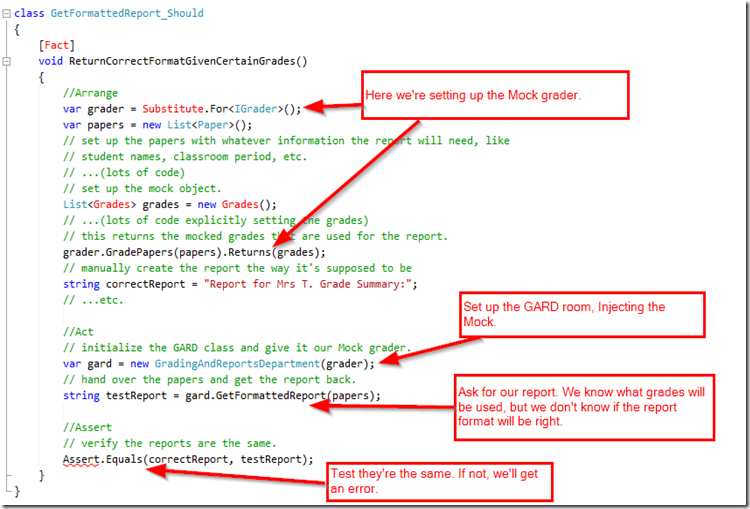 class GetFormattedReport_Should
{
[Fact]
void ReturnCorrectFormatGivenCertainGrades()
{
//Arrange
Here we're setting up the Mock grader.
var grader = Substitute.For<IGrader>();
var papers = new List<Paper>();
// set up the papers with whatever information the report will need, like
// student names, classroom period, etc.
// ...(lots of code)
// set up the mock object.
List<Grades> grades = new Grades();
// ...(lots of code explicitly setting the grades)
// this returns the mocked grades that are used for the report.
grader.GradePapers(papers).Returns(grades);
// manually create the report the way it's supposed to be
string correctReport = "Report for Mrs T. Grade Summary:";
// ...etc.
Set up the GARD room, Injecting the
Mock.
//Act
// initialize the GARD class and give it our Mock grader.
var gard = new GradingAndReportsDepartment(grader);
// hand over the papers and get the report back.
string testReport = gard.GetFormattedReport(papers);
Ask for our report. We know what grades will
be used, but we don't know if the report
format will be right.
//Assert
// verify the reports are the same.
Assert.Equals(correctReport, testReport);
Test they're the same. If not, we'll get
an error.
}
}